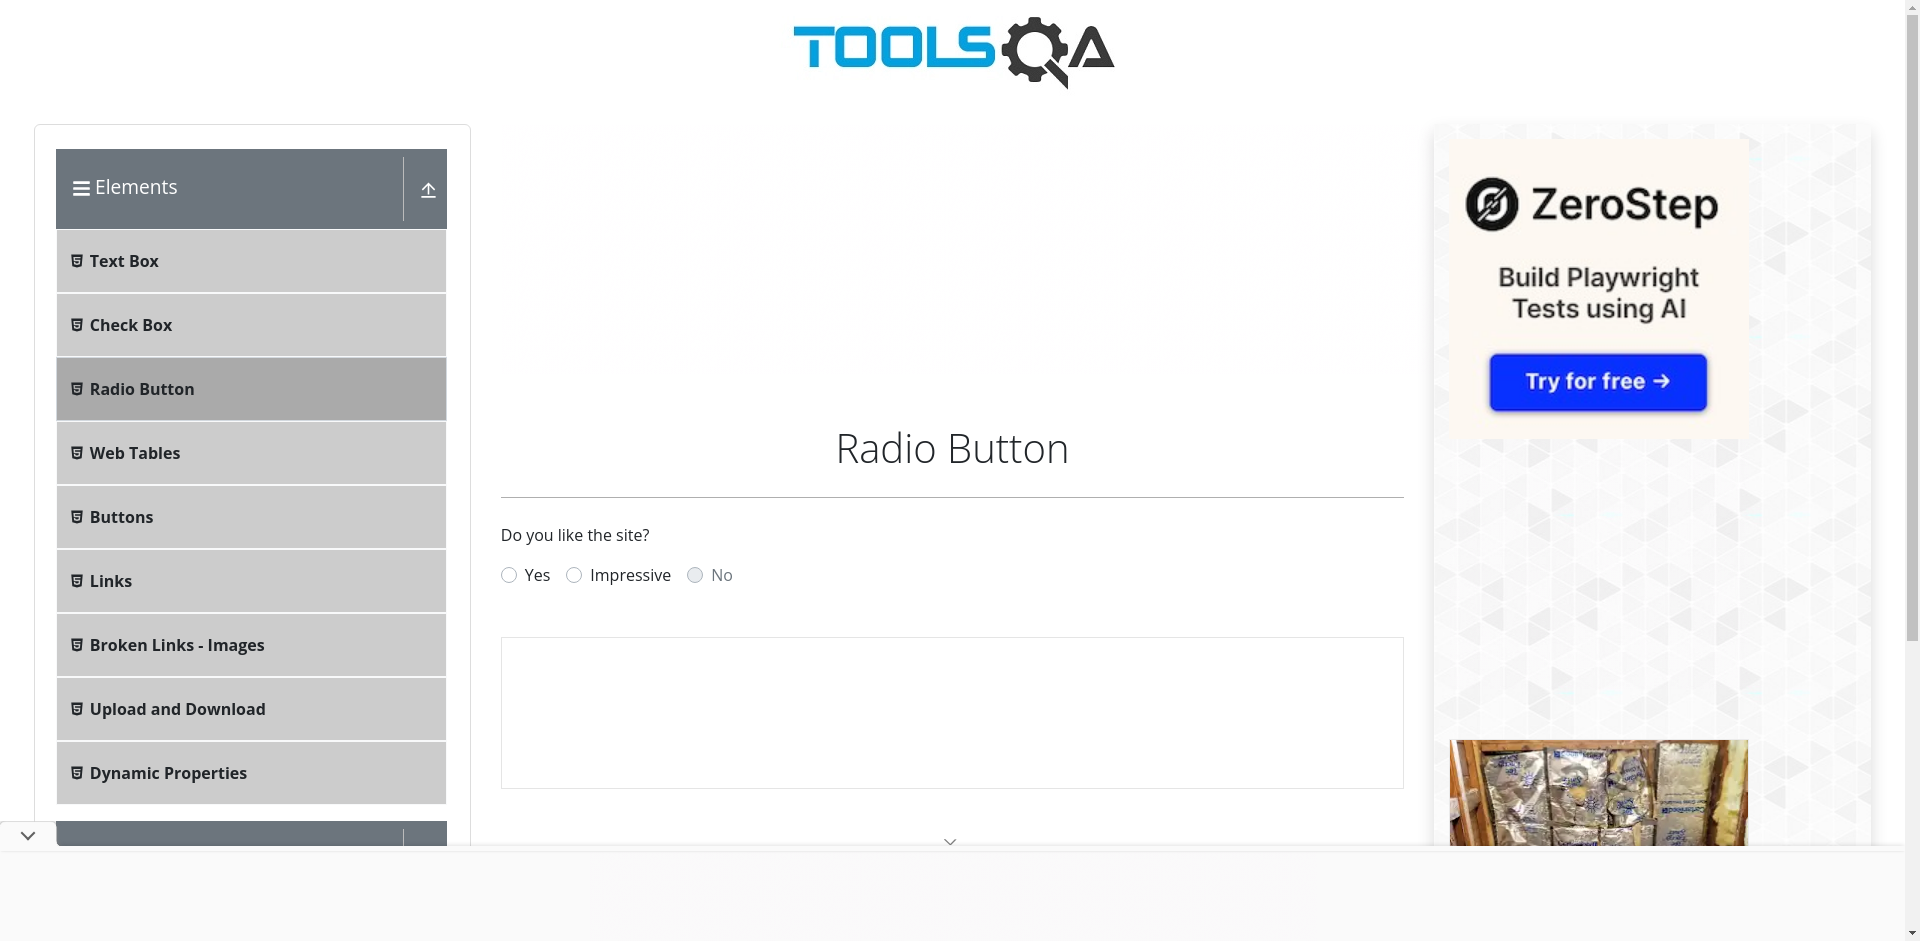 TOOLSQA
Elements
Text Box
Check Box
Radio Button
Web Tables
Buttons
Links
Broken Links - Images
Upload and Download
Dynamic Properties
Radio Button
Do you like the site?
Yes
Impressive
No
ZeroStep
Build Playwright
Tests using AI
Try for free →